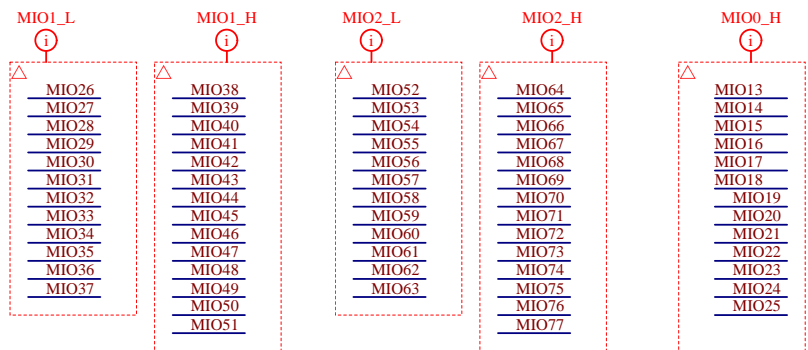 MIO1_L
i
MIO26
MIO27
MIO28
MIO29
MIO30
MIO31
MIO32
MIO33
MIO34
MIO35
MIO36
MIO37
MIO1_H
i
MIO38
MIO39
MIO40
MIO41
MIO42
MIO43
MIO44
MIO45
MIO46
MIO47
MIO48
MIO49
MIO50
MIO51
MIO2_L
i
MIO52
MIO53
MIO54
MIO55
MIO56
MIO57
MIO58
MIO59
MIO60
MIO61
MIO62
MIO63
MIO2_H
i
MIO64
MIO65
MIO66
MIO67
MIO68
MIO69
MIO70
MIO71
MIO72
MIO73
MIO74
MIO75
MIO76
MIO77
MIO0_H
i
MIO13
MIO14
MIO15
MIO16
MIO17
MIO18
MIO19
MIO20
MIO21
MIO22
MIO23
MIO24
MIO25